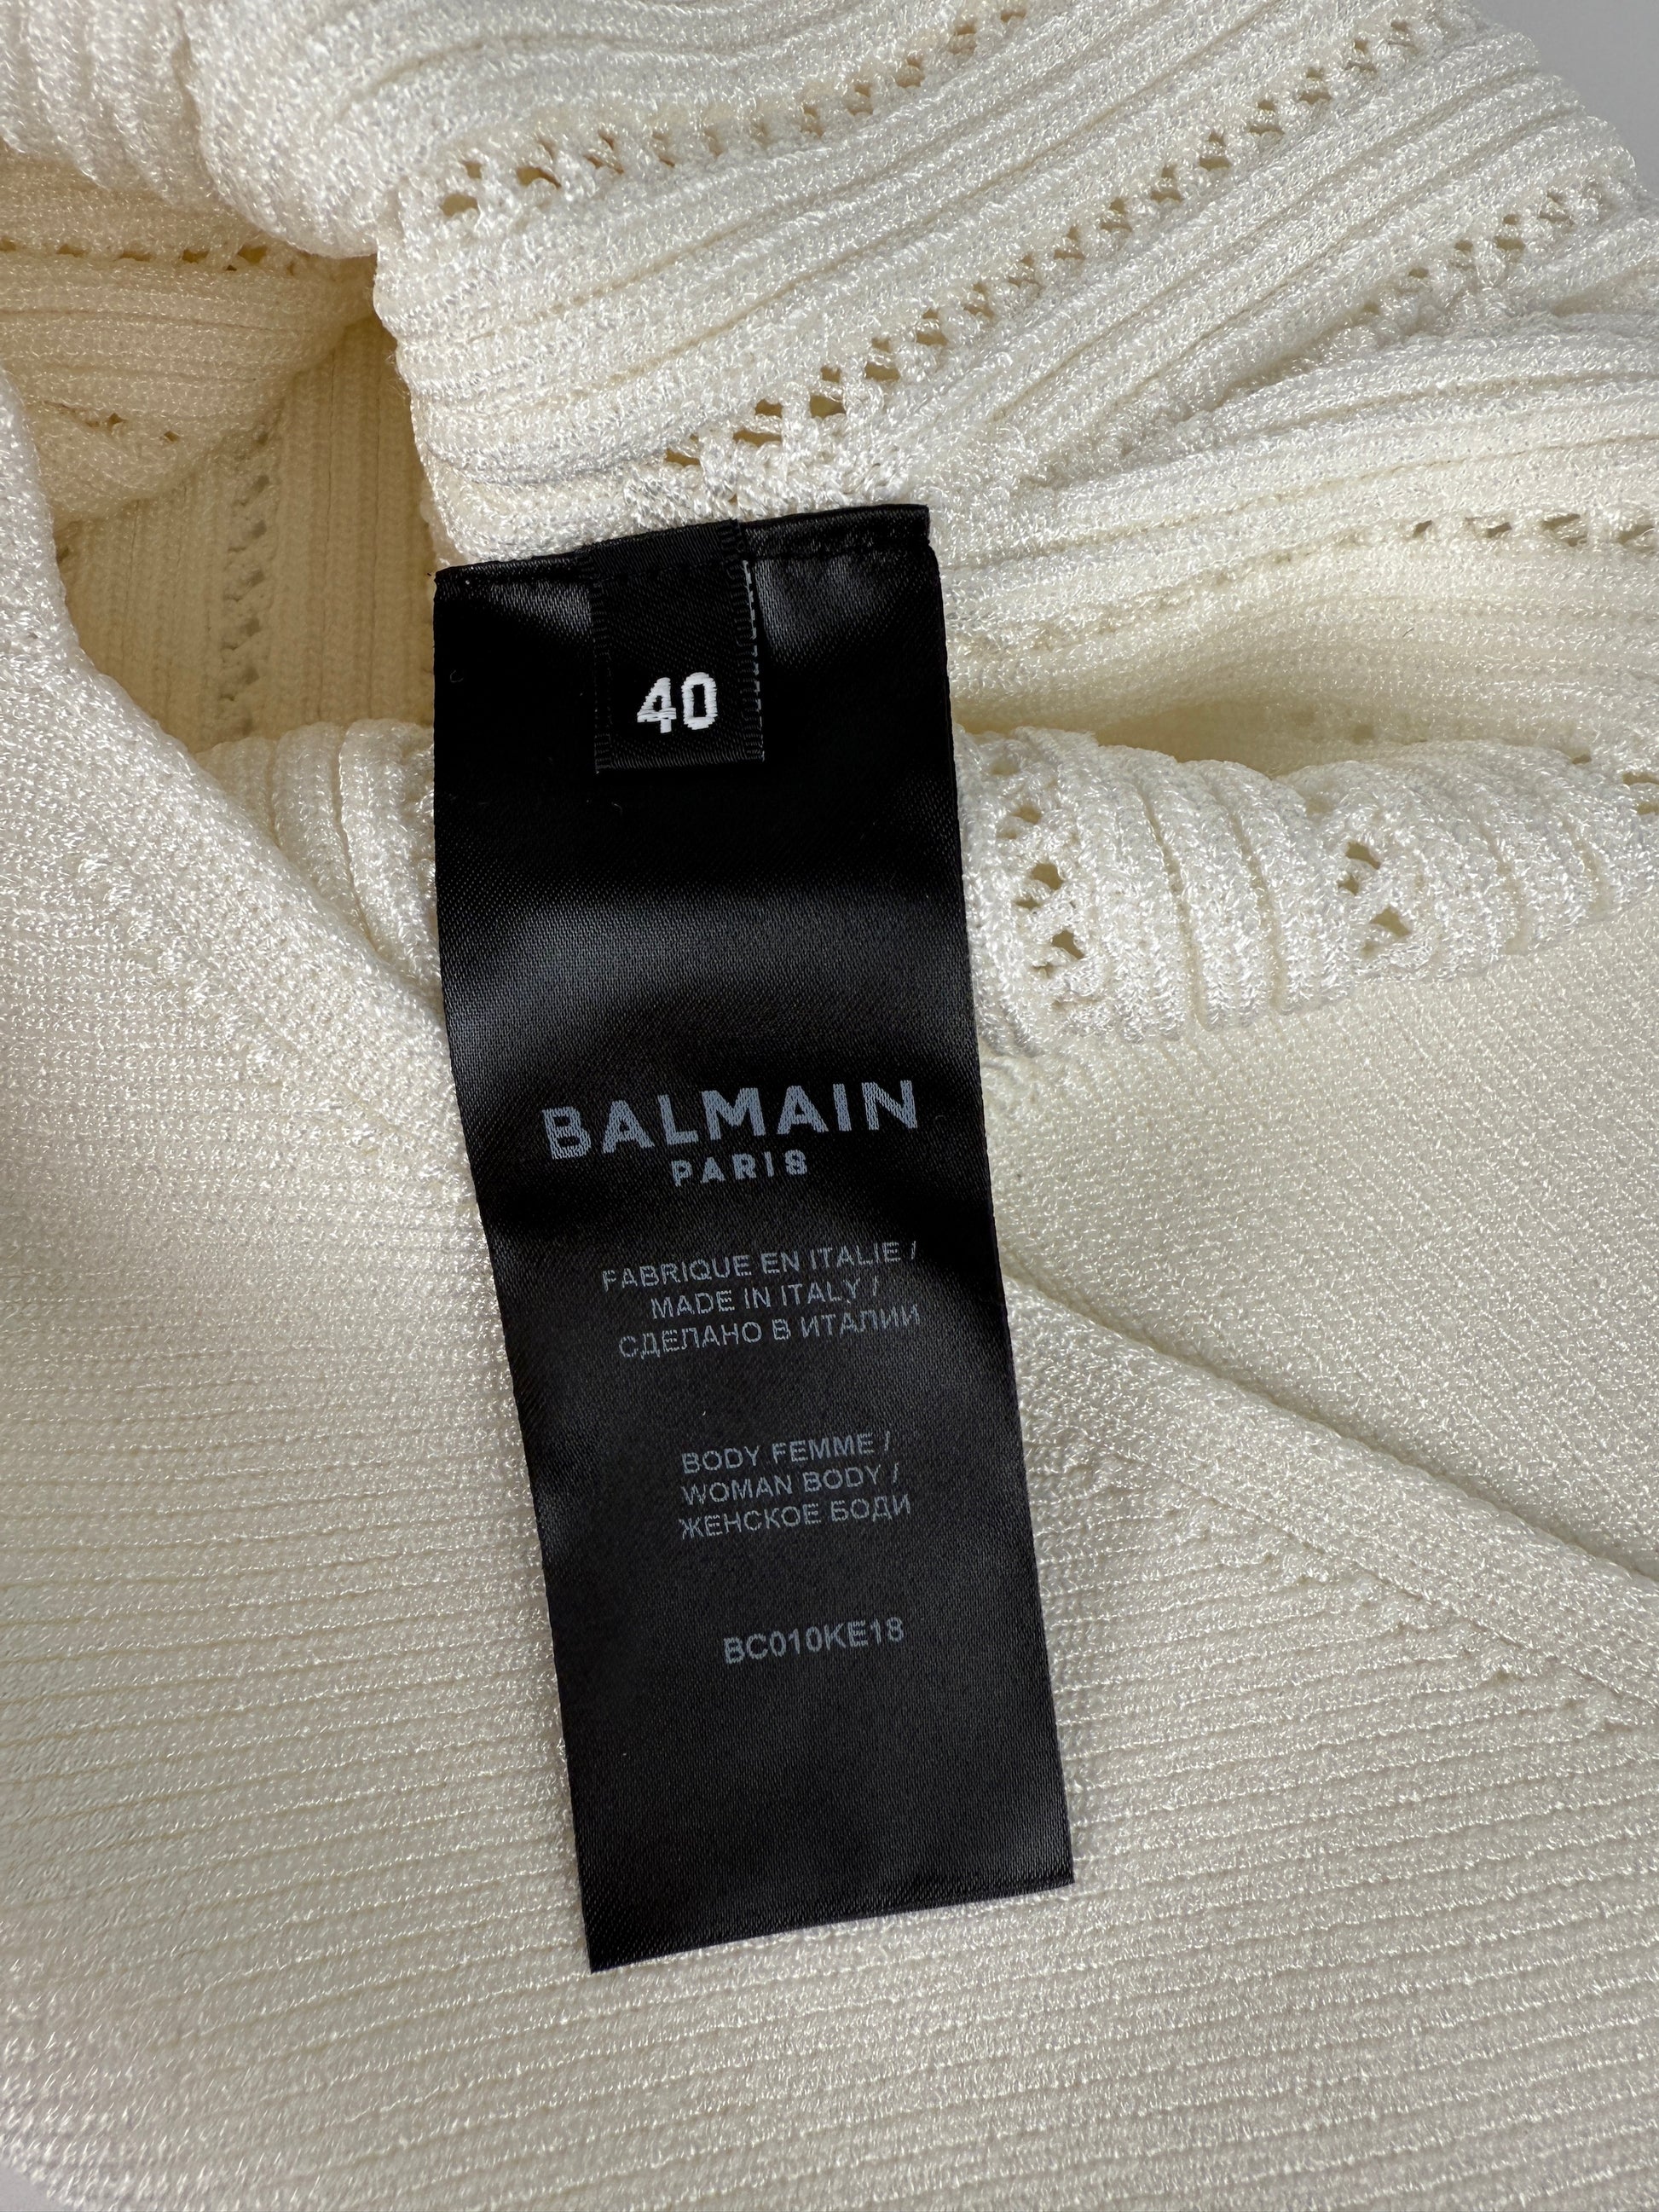 40
BALMAIN
PARIS
FABRIQUE EN ITALIE /
MADE IN ITALY /
СДЕЛАНО В ИТАЛИИ
BODY FEMME /
WOMAN BODY /
ЖЕНСКОЕ БОДИ
BC010KE18